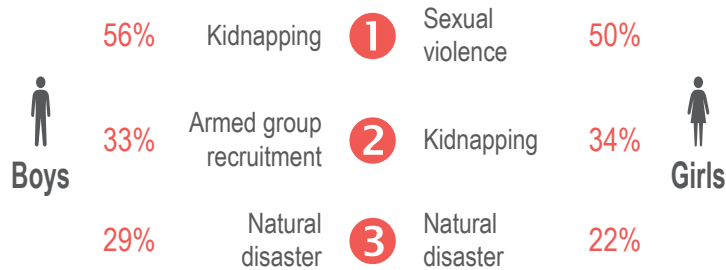 56% Kidnapping 1 Sexual violence 50%
Boys 33% Armed group recruitment 2 Kidnapping 34% Girls
29% Natural disaster 3 Natural disaster 22%